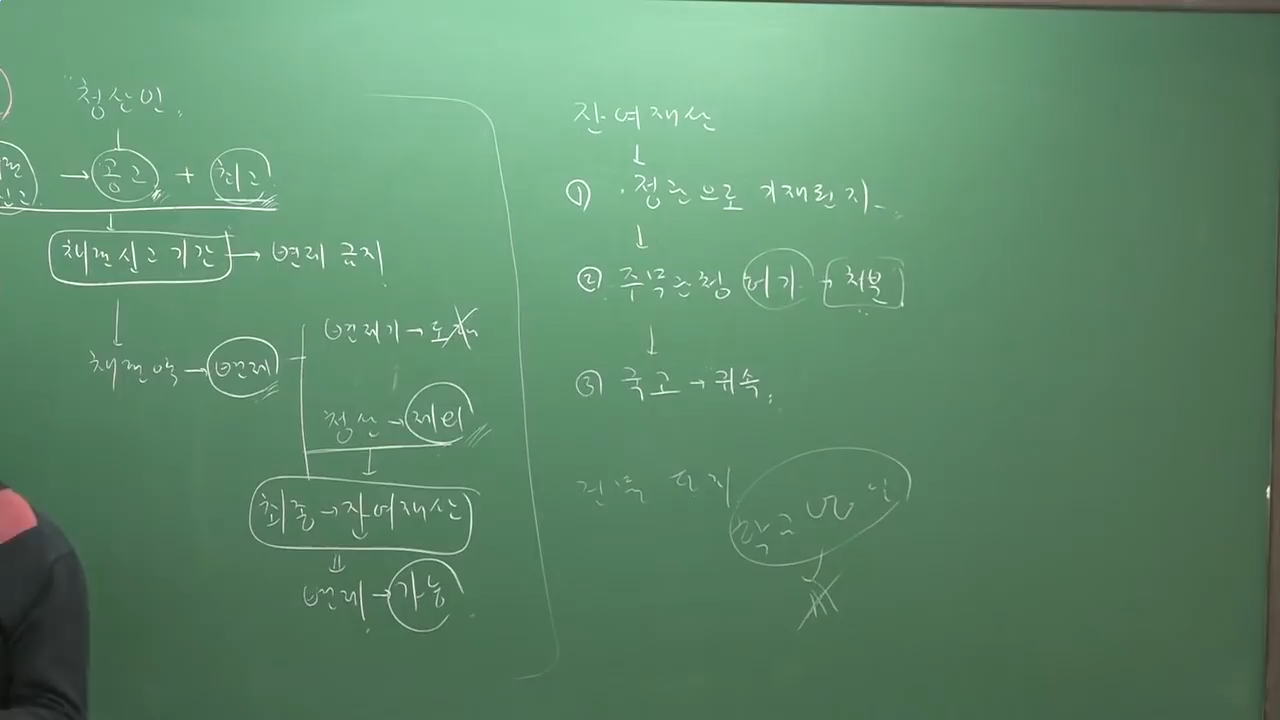 청산인
→ 공고 + 최고
채권신고기간 → 변제 금지
채권액 → 변제
변제기 → 도래
청산 → 제외
최종 → 잔여재산
변제 → 가능
잔여재산
↓
① 정관으로 기재된 자
↓
② 주무관청 허가 → 처분
↓
③ 국고 → 귀속